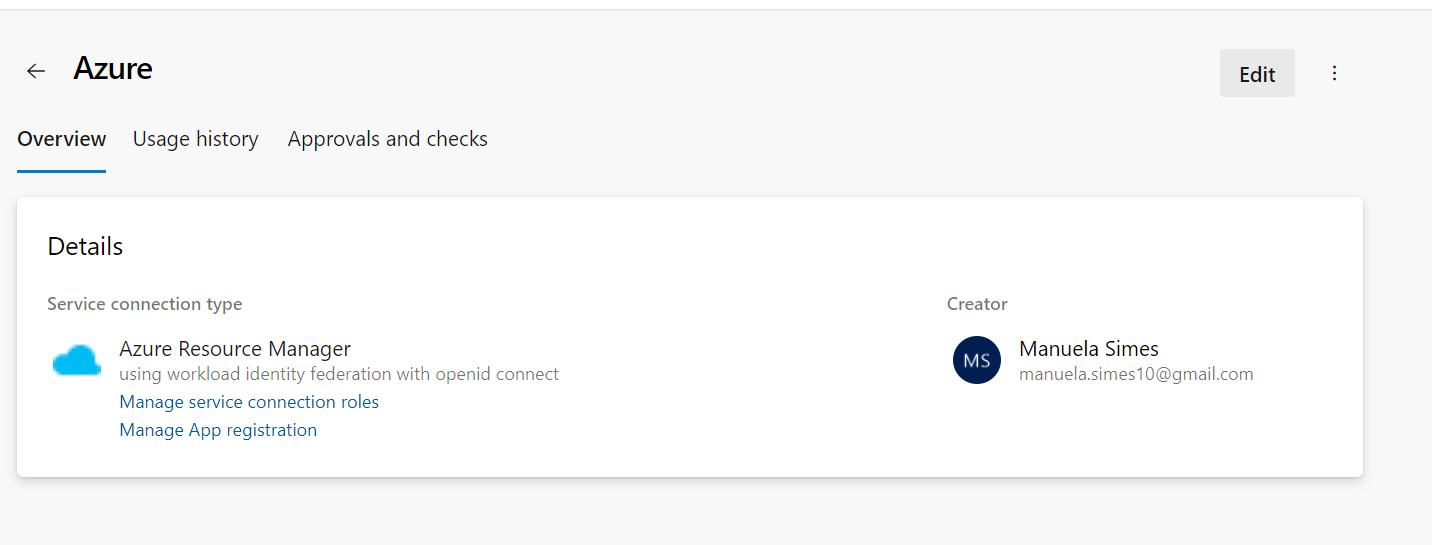 Azure
Edit
Overview Usage history Approvals and checks
Details
Service connection type
Azure Resource Manager
using workload identity federation with openid connect
Manage service connection roles
Manage App registration
Creator
MS
Manuela Simes
manuela.simes10@gmail.com